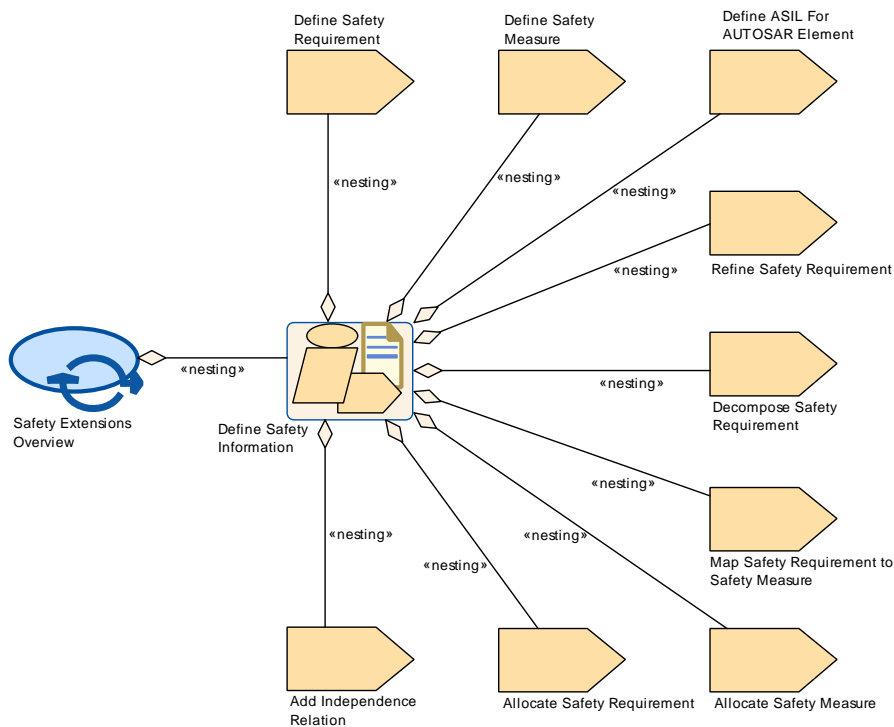 Define Safety
Requirement
Define Safety
Measure
Define ASIL For
AUTOSAR Element
«nesting»
«nesting»
«nesting»
«nesting»
Refine Safety Requirement
«nesting»
Safety Extensions
Overview
Define Safety
Information
«nesting»
Decompose Safety
Requirement
«nesting»
Map Safety Requirement to
Safety Measure
«nesting»
«nesting»
«nesting»
Add Independence
Relation
Allocate Safety Requirement
Allocate Safety Measure